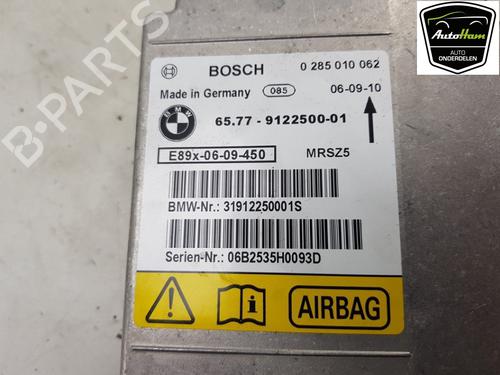 AutoHam
AUTO
ONDERDELEN
B-PARTS
BOSCH 0 285 010 062
Made in Germany 085 06-09-10
BMW 65.77 - 9122500-01
E89x-06-09-450 MRSZ5
BMW-Nr.: 31912250001S
Serien-Nr.: 06B2535H0093D
AIRBAG